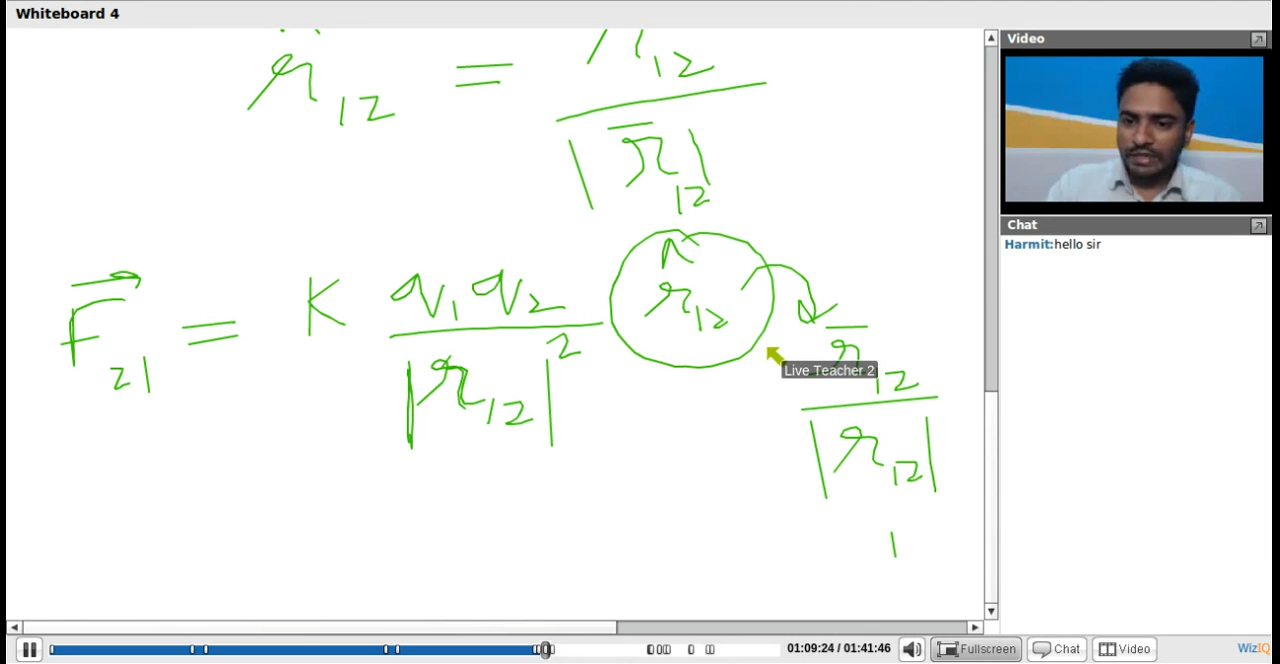 Whiteboard 4
Video
r̂₁₂ = r₁₂ / |r̄₁₂|
Chat
Harmit:hello sir
F⃗₂₁ = K q₁q₂ / |r₁₂|² r̂₁₂
r̄₁₂ / |r₁₂|
Live Teacher 2
01:09:24 / 01:41:46
Fullscreen
Chat
Video
WizIQ